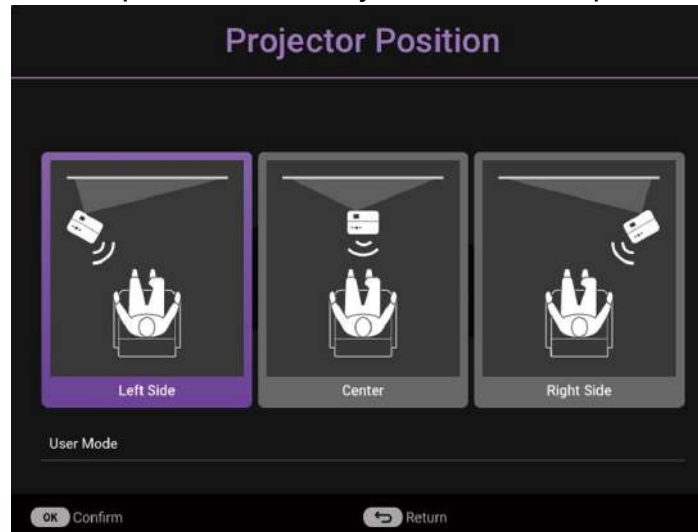 Projector Position
Left Side
Center
Right Side
User Mode
OK Confirm
Return